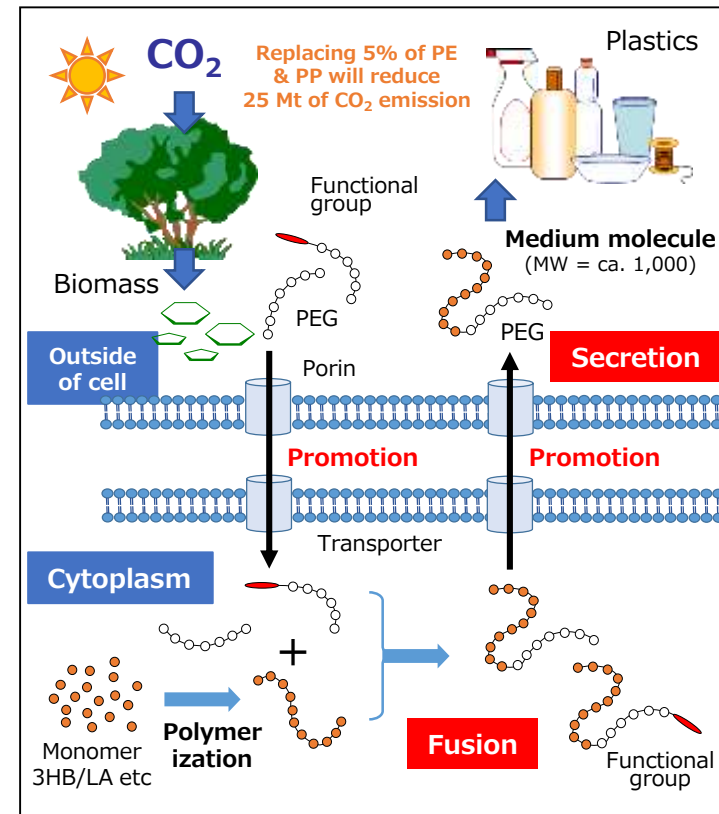 CO₂
Replacing 5% of PE
& PP will reduce
25 Mt of CO₂ emission
Plastics
Functional
group
Medium molecule
(MW = ca. 1,000)
Biomass
PEG
PEG
Outside
of cell
Porin
Secretion
Promotion
Promotion
Transporter
Cytoplasm
+
Monomer
3HB/LA etc
Polymer
ization
Fusion
Functional
group